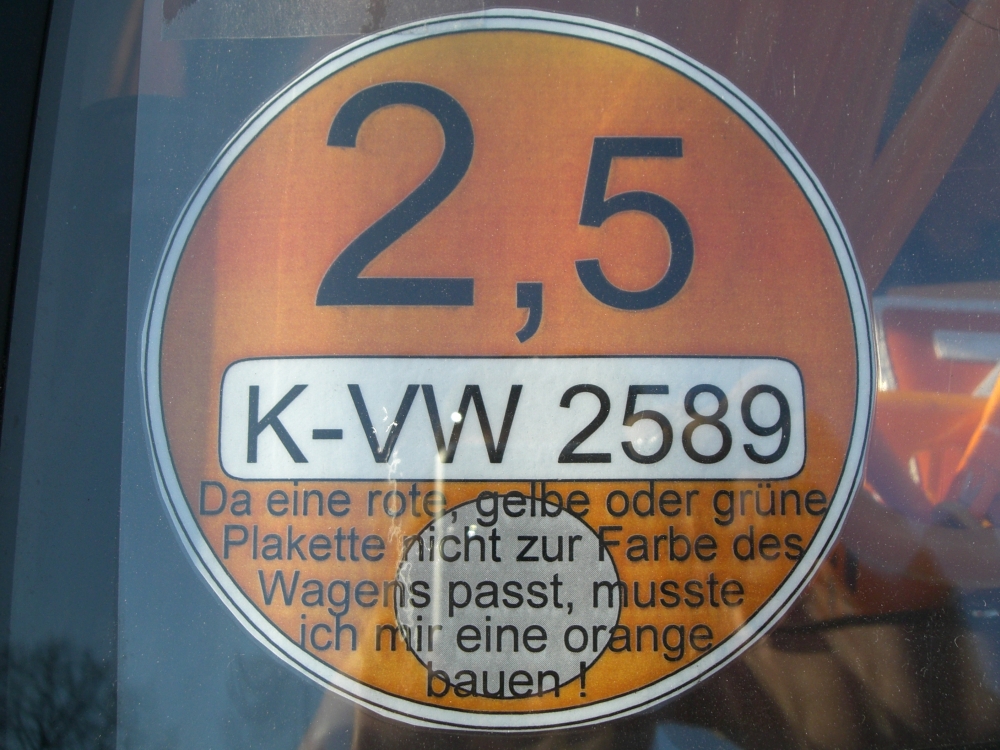 2,5
K-VW 2589
Da eine rote, gelbe oder grüne
Plakette nicht zur Farbe des
Wagens passt, musste
ich mir eine orange
bauen !